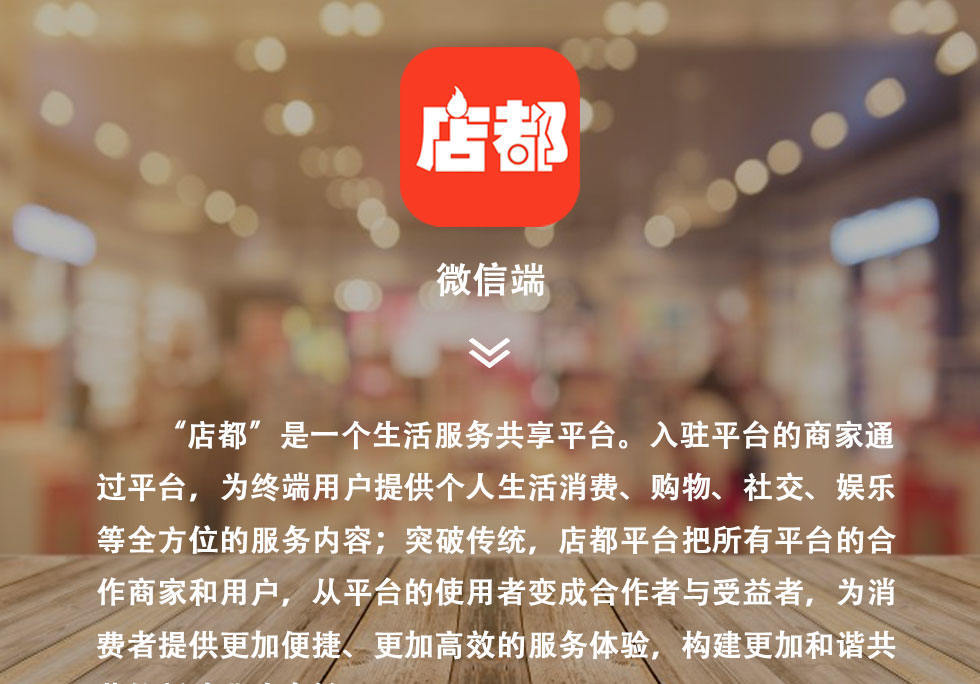 店都
微信端
“店都”是一个生活服务共享平台。入驻平台的商家通
过平台，为终端用户提供个人生活消费、购物、社交、娱乐
等全方位的服务内容；突破传统，店都平台把所有平台的合
作商家和用户，从平台的使用者变成合作者与受益者，为消
费者提供更加便捷、更加高效的服务体验，构建更加和谐共